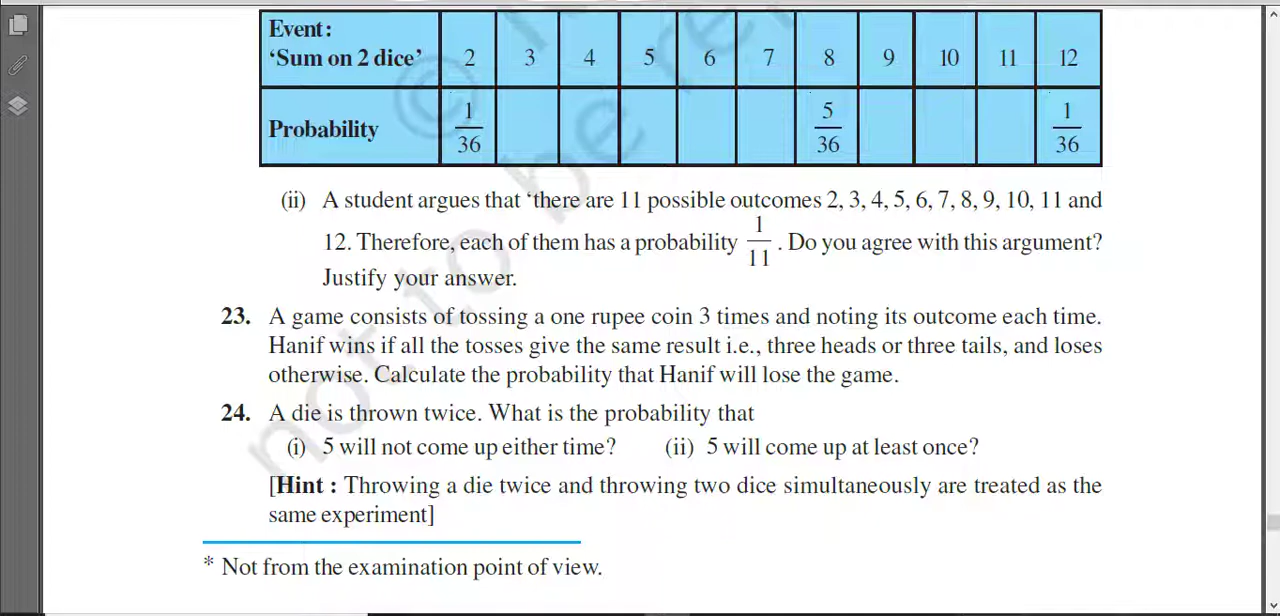 Event:
‘Sum on 2 dice’ 2 3 4 5 6 7 8 9 10 11 12
Probability 1/36 5/36 1/36
(ii) A student argues that ‘there are 11 possible outcomes 2, 3, 4, 5, 6, 7, 8, 9, 10, 11 and
12. Therefore, each of them has a probability 1/11 . Do you agree with this argument?
Justify your answer.
23. A game consists of tossing a one rupee coin 3 times and noting its outcome each time.
Hanif wins if all the tosses give the same result i.e., three heads or three tails, and loses
otherwise. Calculate the probability that Hanif will lose the game.
24. A die is thrown twice. What is the probability that
(i) 5 will not come up either time? (ii) 5 will come up at least once?
[Hint : Throwing a die twice and throwing two dice simultaneously are treated as the
same experiment]
* Not from the examination point of view.
not to be re
©